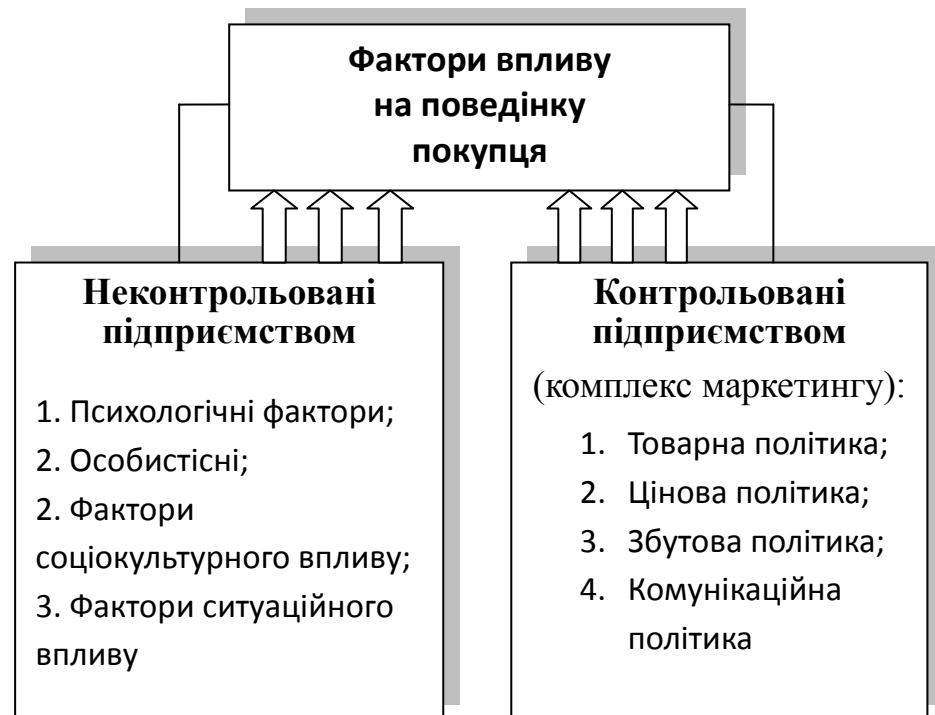 Фактори впливу
на поведінку
покупця
Неконтрольовані
підприємством
1. Психологічні фактори;
2. Особистісні;
2. Фактори
соціокультурного впливу;
3. Фактори ситуаційного
впливу
Контрольовані
підприємством
(комплекс маркетингу):
1. Товарна політика;
2. Цінова політика;
3. Збутова політика;
4. Комунікаційна
політика